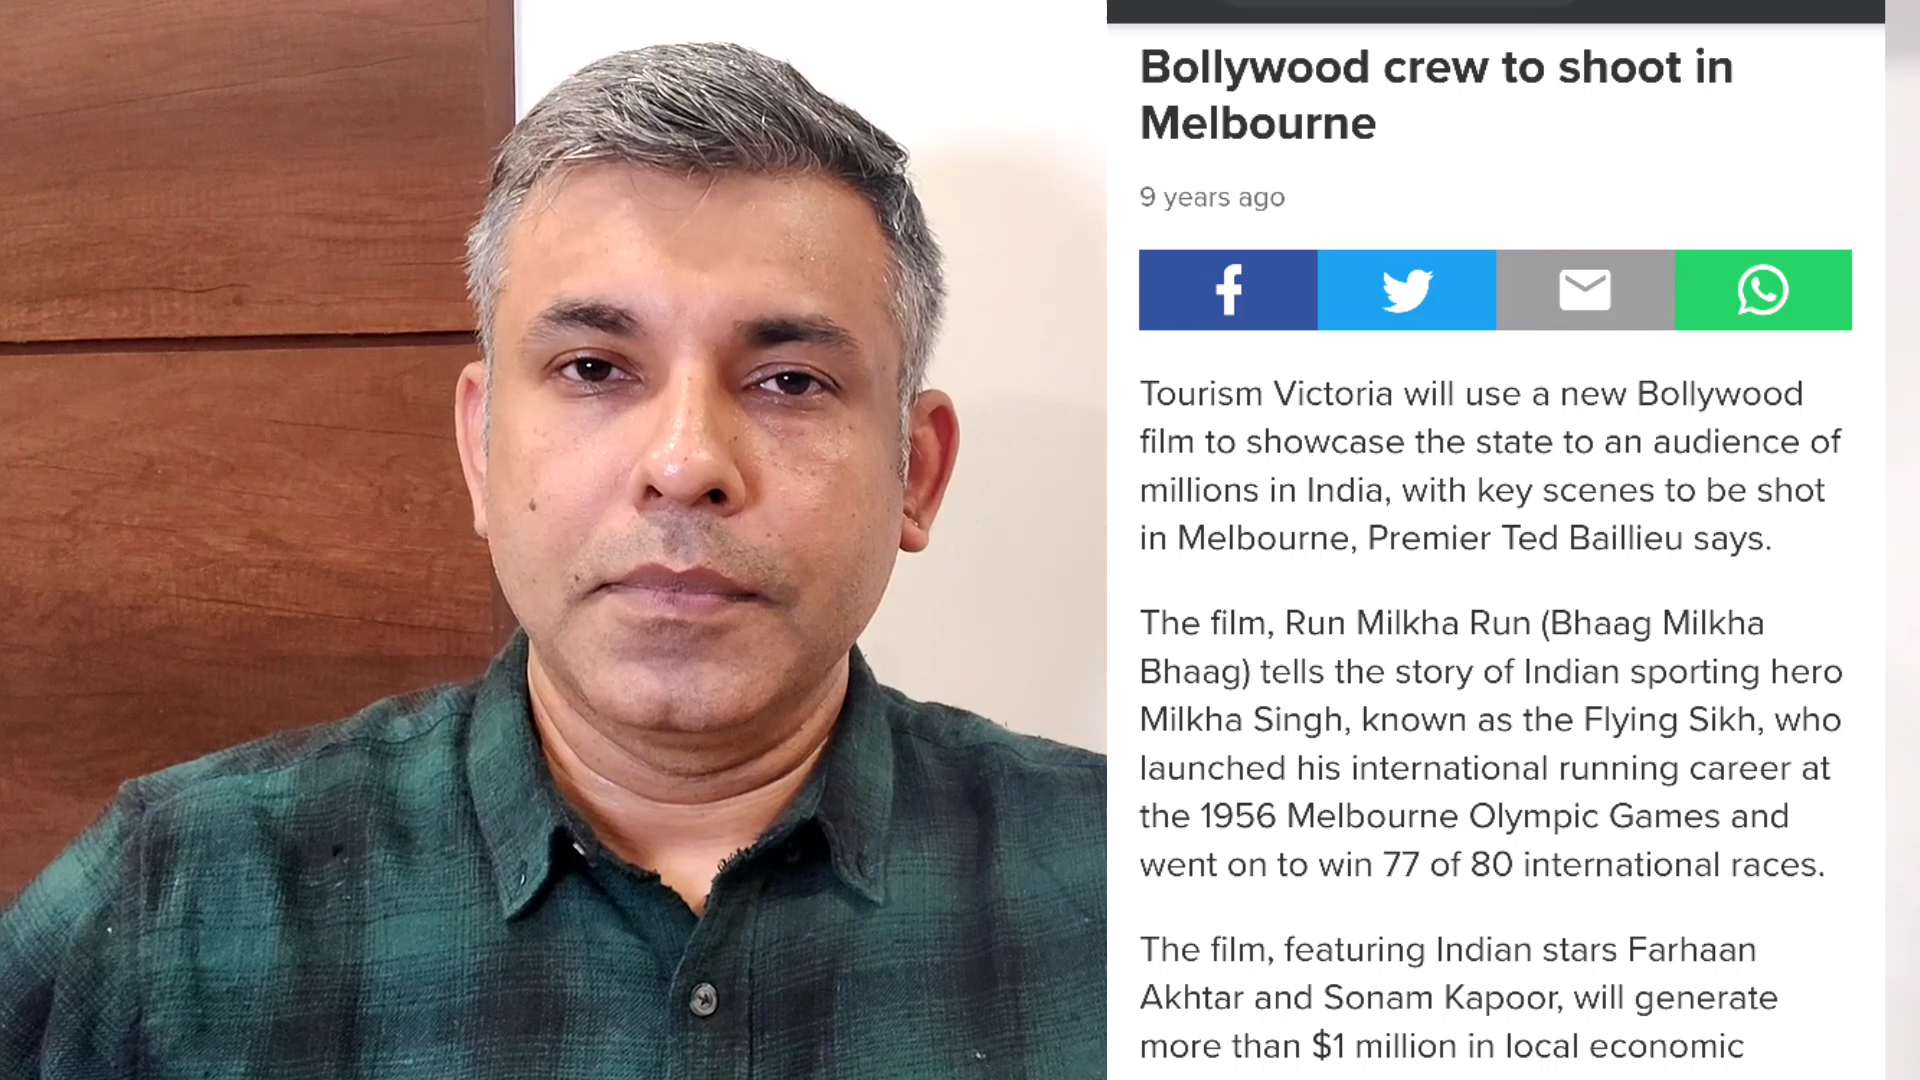 Bollywood crew to shoot in
Melbourne
9 years ago
Tourism Victoria will use a new Bollywood
film to showcase the state to an audience of
millions in India, with key scenes to be shot
in Melbourne, Premier Ted Baillieu says.
The film, Run Milkha Run (Bhaag Milkha
Bhaag) tells the story of Indian sporting hero
Milkha Singh, known as the Flying Sikh, who
launched his international running career at
the 1956 Melbourne Olympic Games and
went on to win 77 of 80 international races.
The film, featuring Indian stars Farhaan
Akhtar and Sonam Kapoor, will generate
more than $1 million in local economic